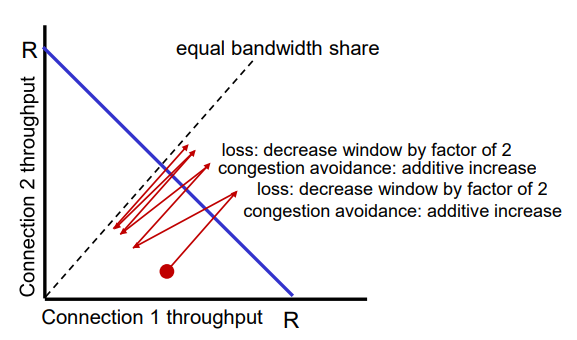 equal bandwidth share
R
Connection 2 throughput
loss: decrease window by factor of 2
congestion avoidance: additive increase
loss: decrease window by factor of 2
congestion avoidance: additive increase
Connection 1 throughput
R